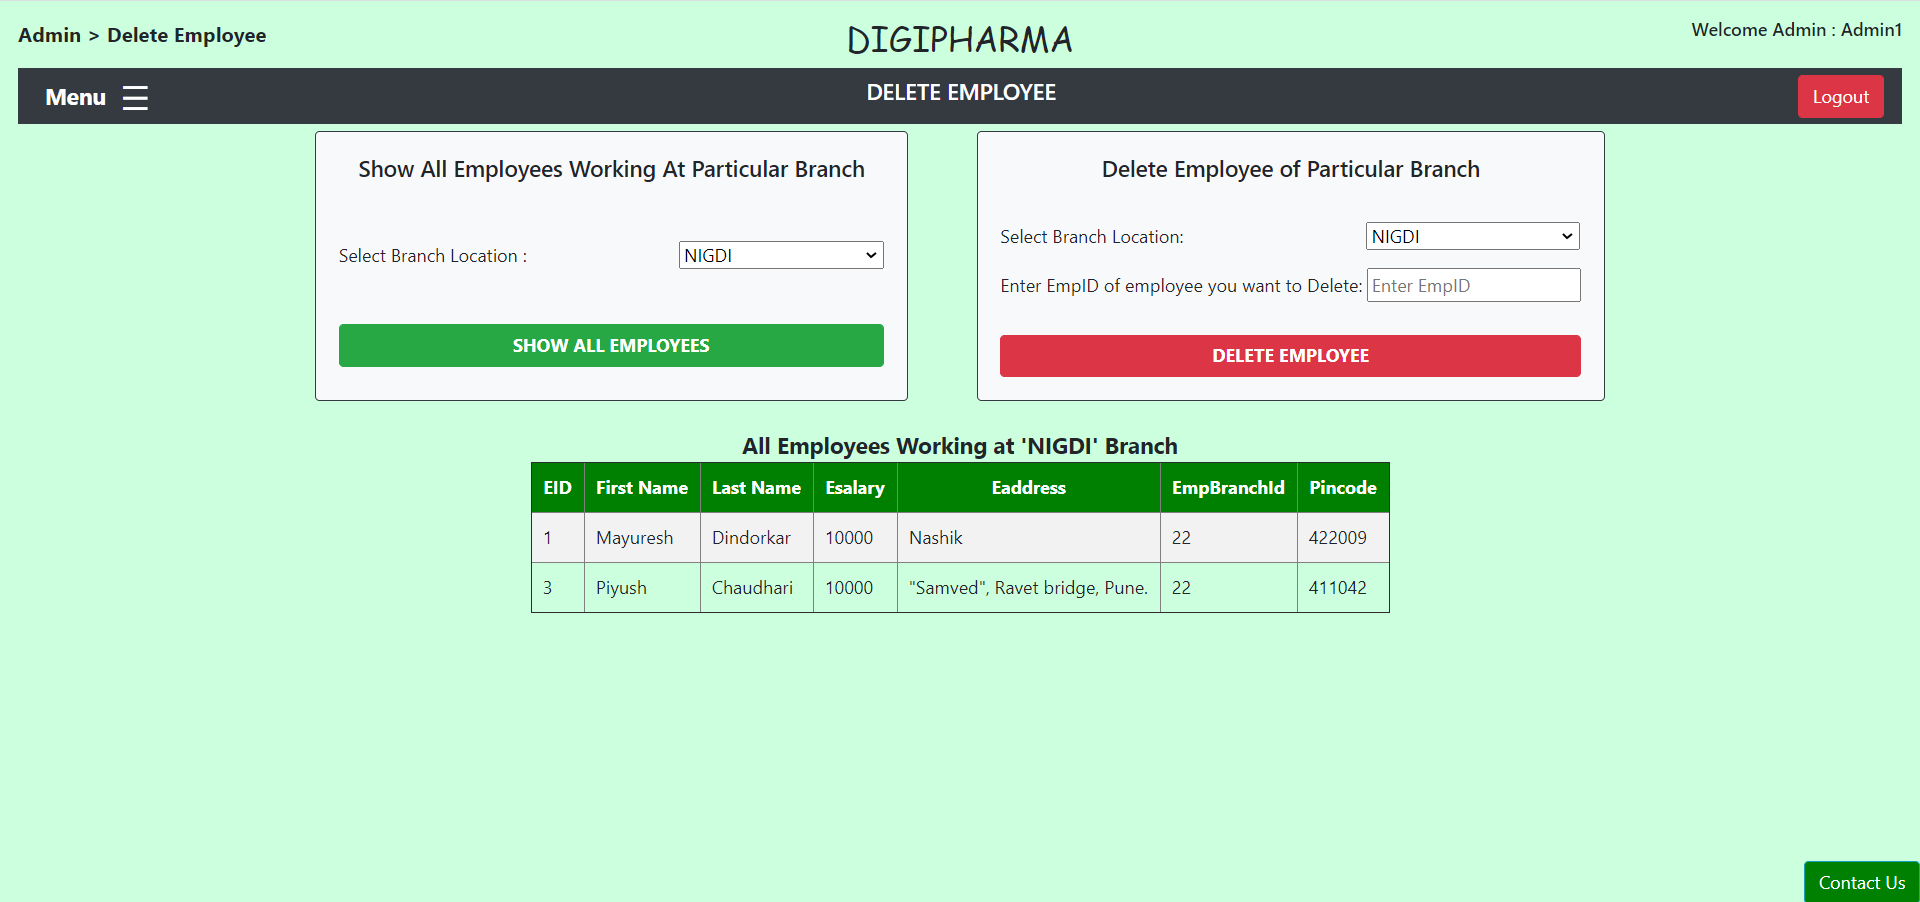 Admin > Delete Employee
DIGIPHARMA
Welcome Admin : Admin1
Menu
DELETE EMPLOYEE
Logout
Show All Employees Working At Particular Branch
Select Branch Location :
NIGDI
SHOW ALL EMPLOYEES
Delete Employee of Particular Branch
Select Branch Location:
NIGDI
Enter EmpID of employee you want to Delete:
Enter EmpID
DELETE EMPLOYEE
All Employees Working at 'NIGDI' Branch
EID First Name Last Name Esalary Eaddress EmpBranchId Pincode
1 Mayuresh Dindorkar 10000 Nashik 22 422009
3 Piyush Chaudhari 10000 "Samved", Ravet bridge, Pune. 22 411042
Contact Us